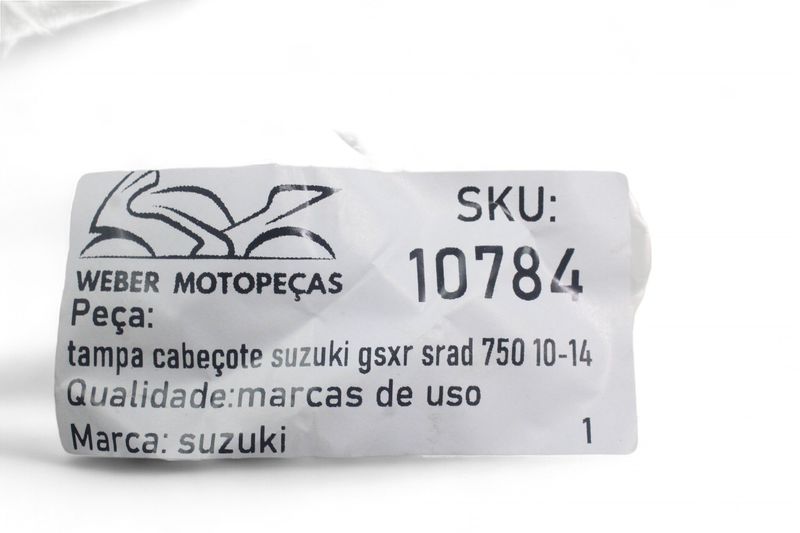 WEBER MOTOPEÇAS
SKU:
10784
Peça:
tampa cabeçote suzuki gsxr srad 750 10-14
Qualidade:marcas de uso
Marca: suzuki
1